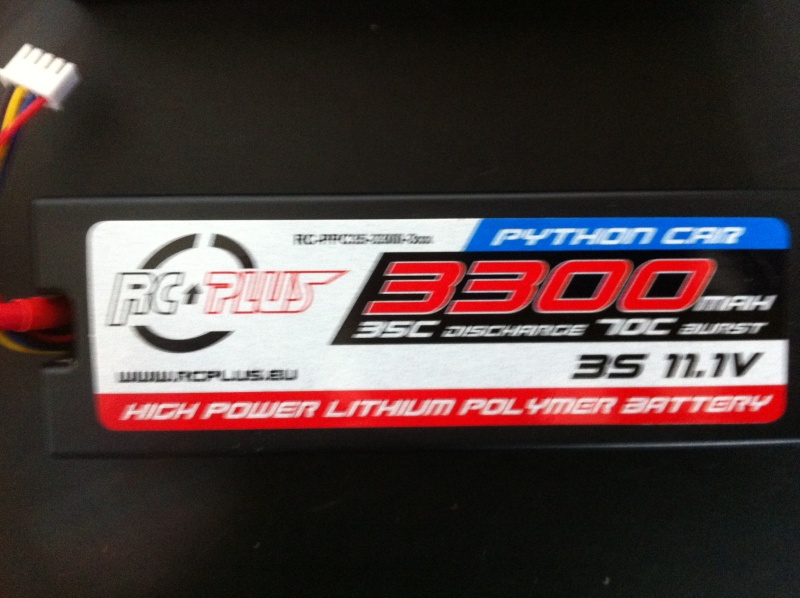 PYTHON CAR
RC PLUS
3300 MAH
35C DISCHARGE 70C BURST
WWW.RCPLUS.EU
3S 11.1V
HIGH POWER LITHIUM POLYMER BATTERY